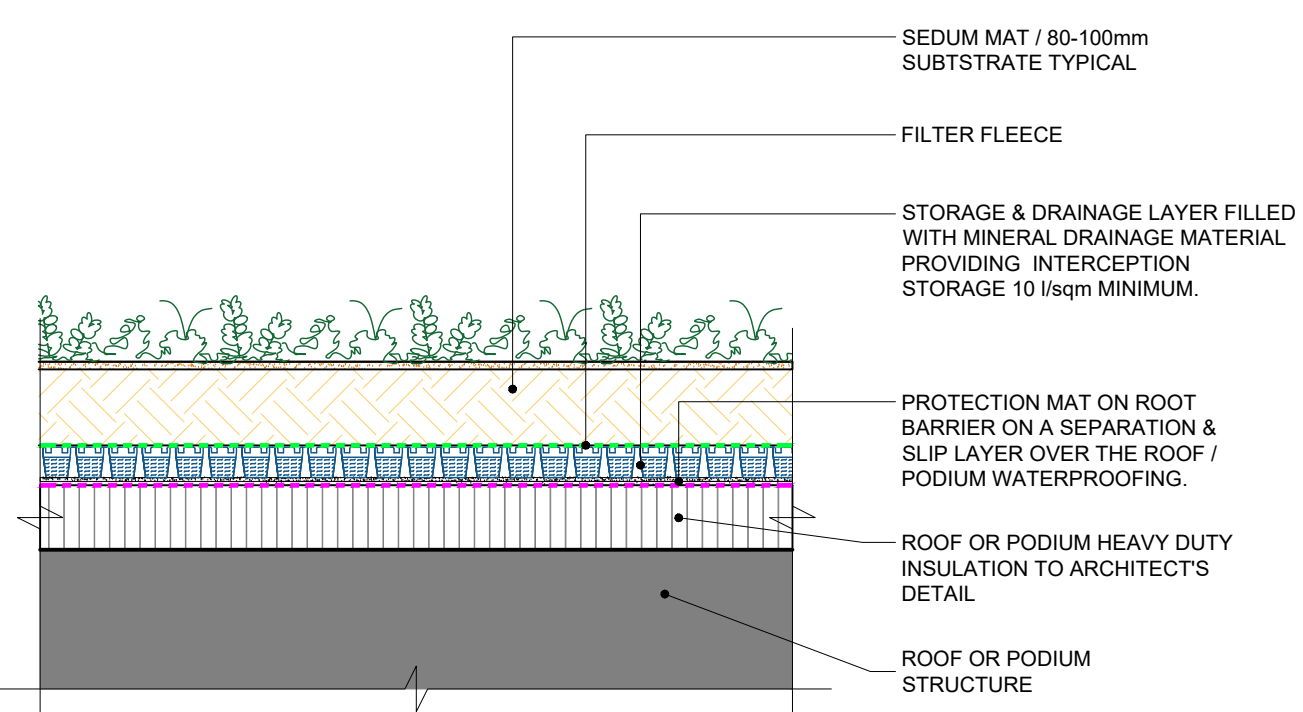 SEDUM MAT / 80-100mm
SUBTSTRATE TYPICAL
FILTER FLEECE
STORAGE & DRAINAGE LAYER FILLED
WITH MINERAL DRAINAGE MATERIAL
PROVIDING INTERCEPTION
STORAGE 10 l/sqm MINIMUM.
PROTECTION MAT ON ROOT
BARRIER ON A SEPARATION &
SLIP LAYER OVER THE ROOF /
PODIUM WATERPROOFING.
ROOF OR PODIUM HEAVY DUTY
INSULATION TO ARCHITECT'S
DETAIL
ROOF OR PODIUM
STRUCTURE